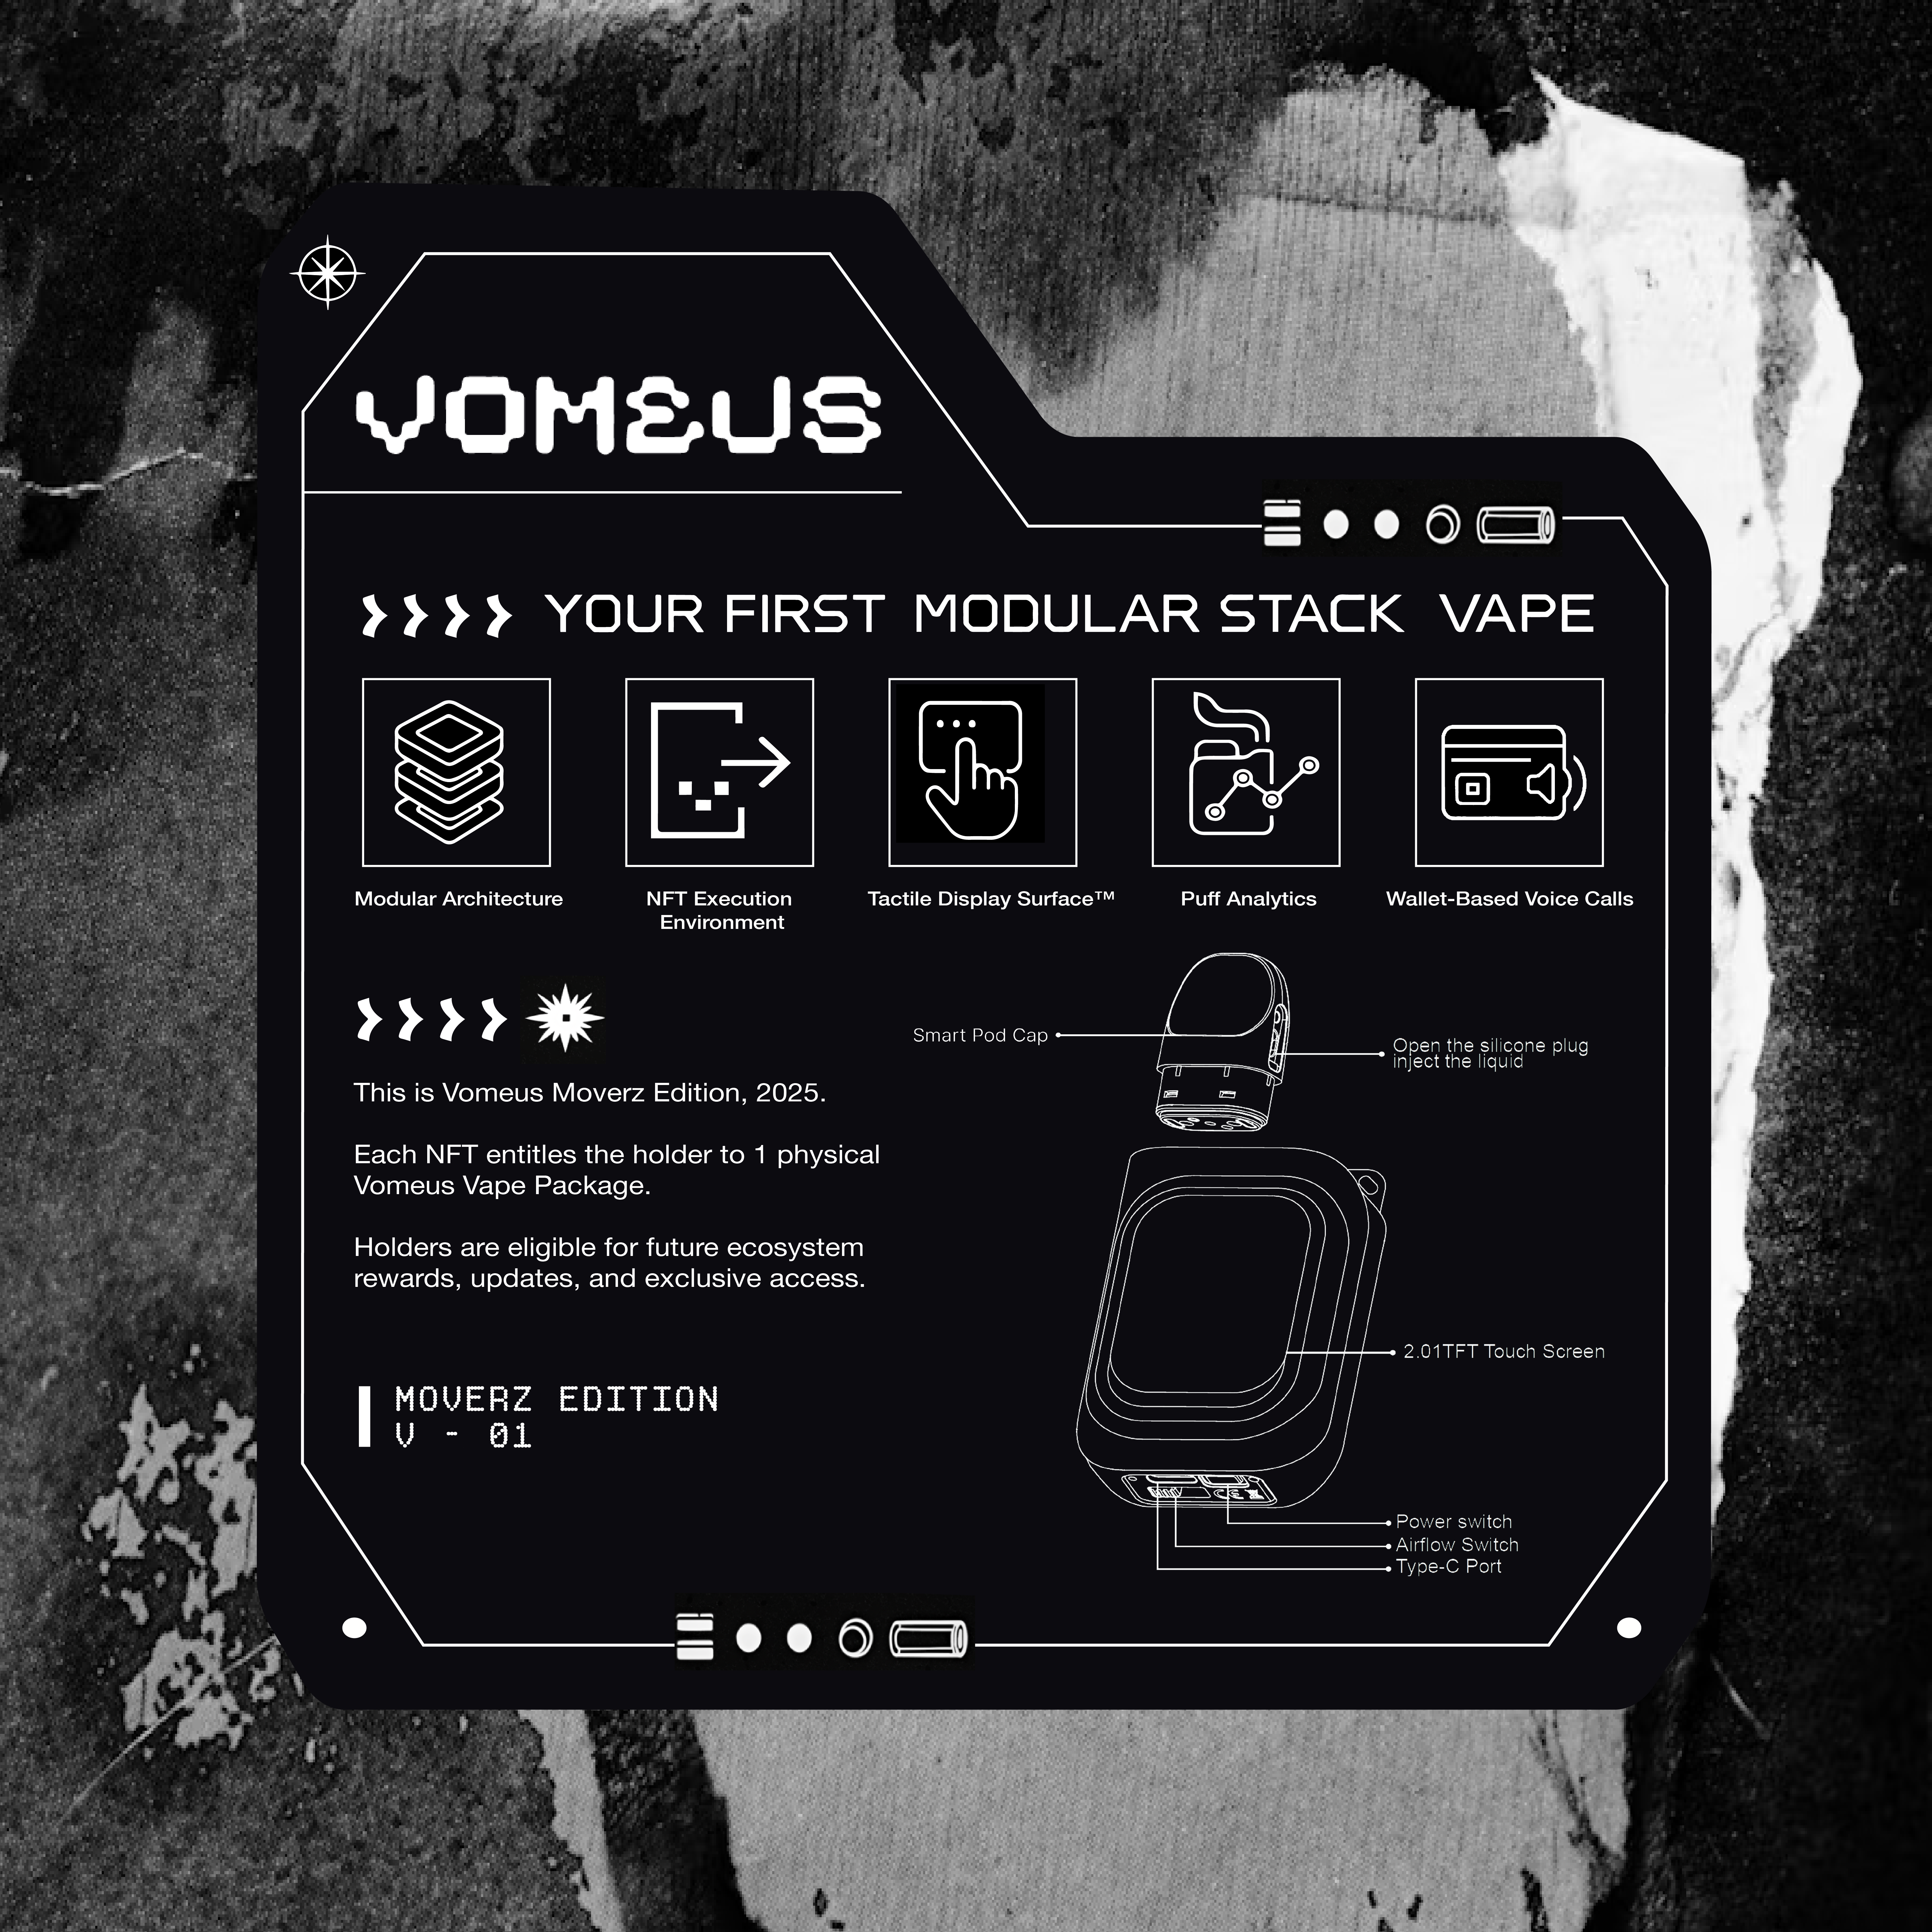 VOMEUS
YOUR FIRST MODULAR STACK VAPE
Modular Architecture
NFT Execution
Environment
Tactile Display Surface™
Puff Analytics
Wallet-Based Voice Calls
This is Vomeus Moverz Edition, 2025.
Each NFT entitles the holder to 1 physical
Vomeus Vape Package.
Holders are eligible for future ecosystem
rewards, updates, and exclusive access.
MOVERZ EDITION
V - 01
Smart Pod Cap
Open the silicone plug
inject the liquid
2.01TFT Touch Screen
CE
Power switch
Airflow Switch
Type-C Port